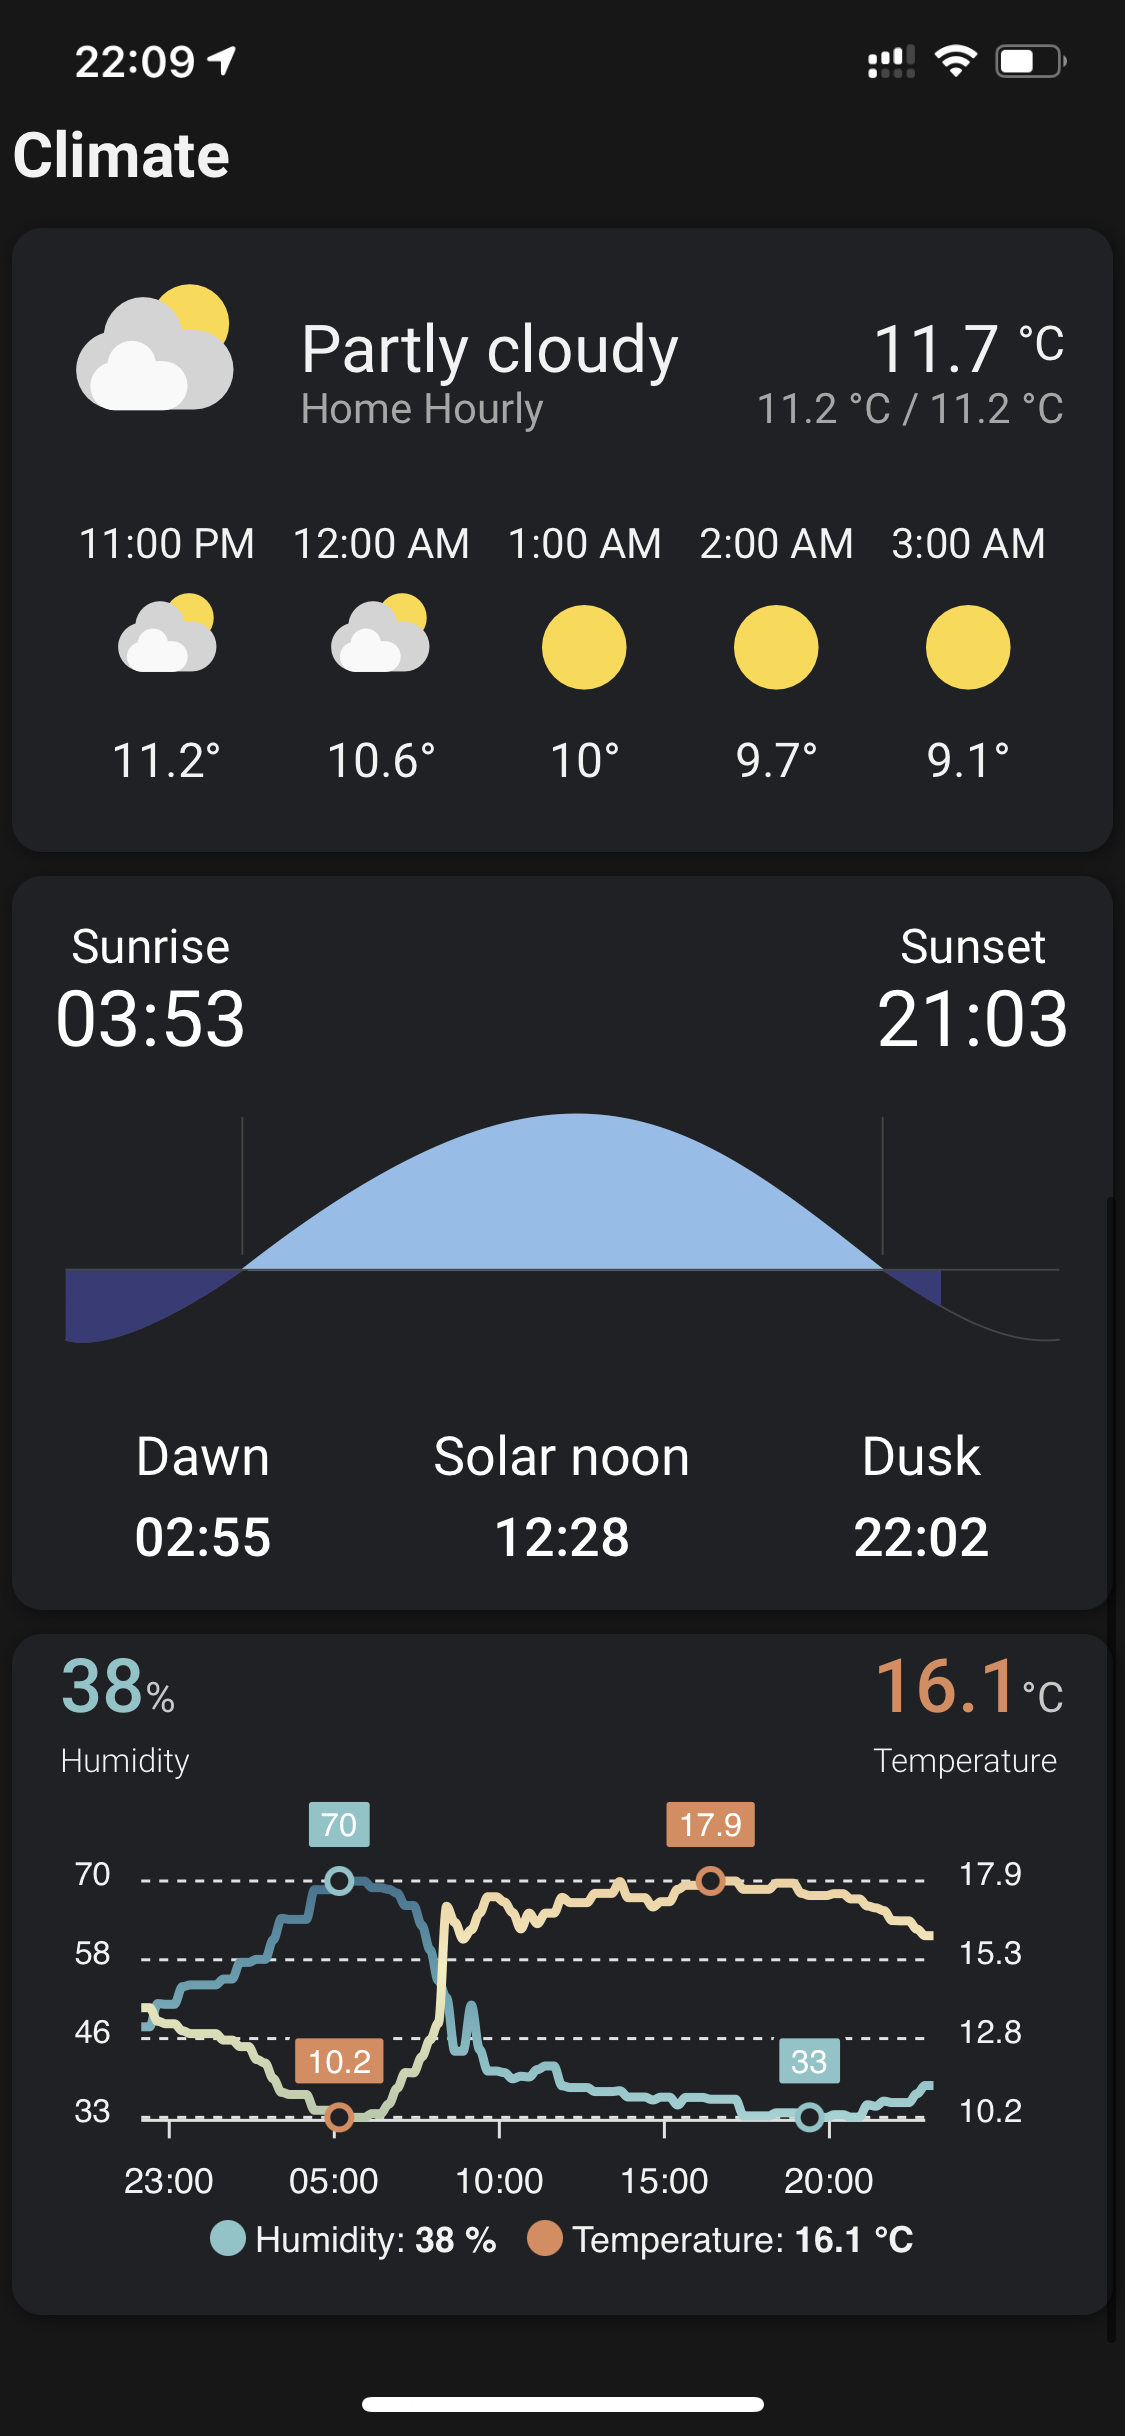 22:09
Climate
Partly cloudy 11.7 °C
Home Hourly 11.2 °C / 11.2 °C
11:00 PM 12:00 AM 1:00 AM 2:00 AM 3:00 AM
11.2° 10.6° 10° 9.7° 9.1°
Sunrise Sunset
03:53 21:03
Dawn Solar noon Dusk
02:55 12:28 22:02
38% 16.1°C
Humidity Temperature
70 17.9
70 17.9
58 15.3
46 12.8
10.2 33
33 10.2
23:00 05:00 10:00 15:00 20:00
Humidity: 38 % Temperature: 16.1 °C